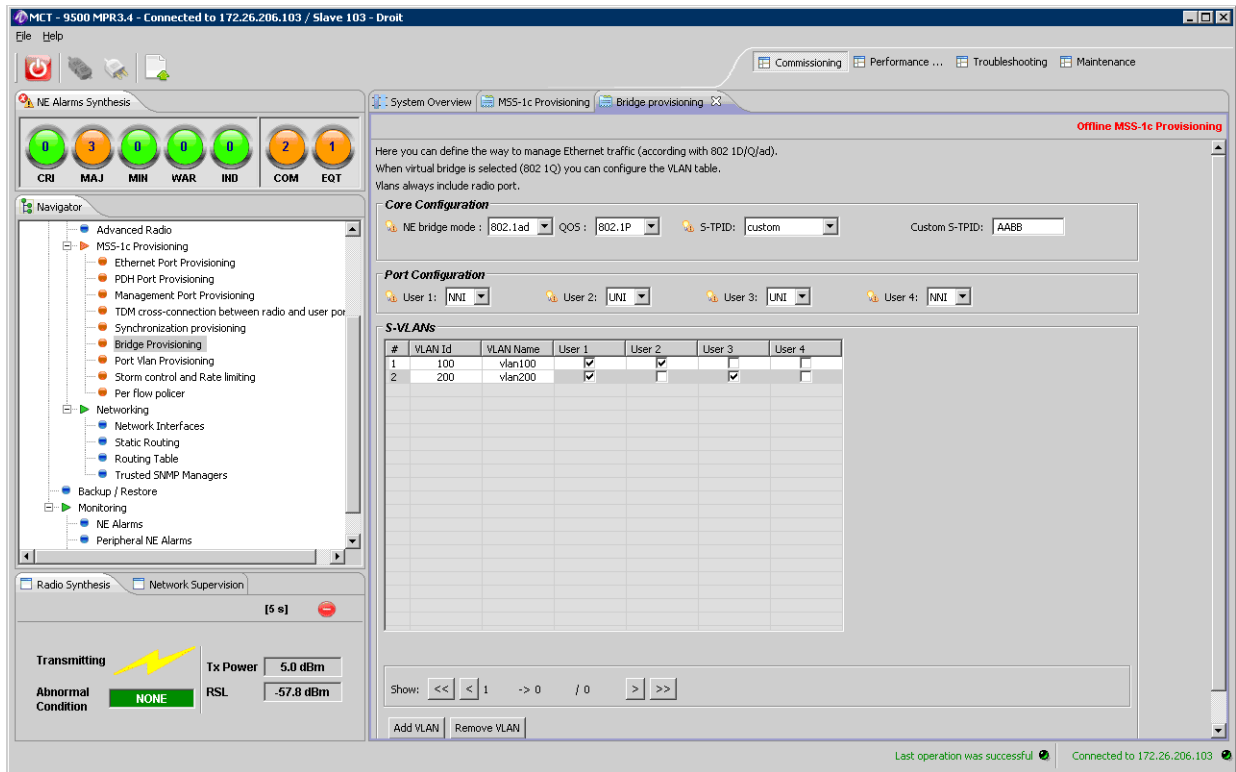 MCT - 9500 MPR3.4 - Connected to 172.26.206.103 / Slave 103 - Droit
File Help
Commissioning Performance ... Troubleshooting Maintenance
NE Alarms Synthesis
0 3 0 0 0 2 1
CRI MAJ MIN WAR IND COM EQT
Navigator
Advanced Radio
MSS-1c Provisioning
Ethernet Port Provisioning
PDH Port Provisioning
Management Port Provisioning
TDM cross-connection between radio and user por
Synchronization provisioning
Bridge Provisioning
Port Vlan Provisioning
Storm control and Rate limiting
Per flow policer
Networking
Network Interfaces
Static Routing
Routing Table
Trusted SNMP Managers
Backup / Restore
Monitoring
NE Alarms
Peripheral NE Alarms
Radio Synthesis Network Supervision
[5 s]
Transmitting
Tx Power 5.0 dBm
Abnormal Condition NONE
RSL -57.8 dBm
System Overview MSS-1c Provisioning Bridge provisioning
Offline MSS-1c Provisioning
Here you can define the way to manage Ethernet traffic (according with 802 1D/Q/ad).
When virtual bridge is selected (802 1Q) you can configure the VLAN table.
Vlans always include radio port.
Core Configuration
NE bridge mode : 802.1ad QOS : 802.1P S-TPID: custom Custom S-TPID: AABB
Port Configuration
User 1: NNI User 2: UNI User 3: UNI User 4: NNI
S-VLANs
# VLAN Id VLAN Name User 1 User 2 User 3 User 4
1 100 vlan100
2 200 vlan200
Show: << < 1 -> 0 / 0 > >>
Add VLAN Remove VLAN
Last operation was successful Connected to 172.26.206.103